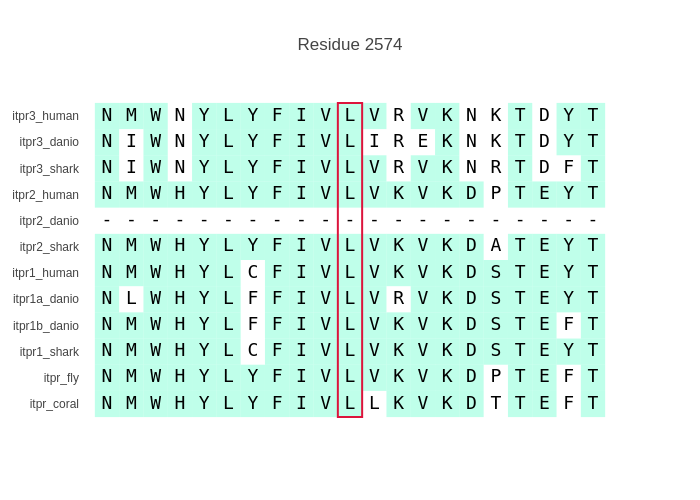 Residue 2574
itpr3_human N M W N Y L Y F I V L V R V K N K T D Y T
itpr3_danio N I W N Y L Y F I V L I R E K N K T D Y T
itpr3_shark N I W N Y L Y F I V L V R V K N R T D F T
itpr2_human N M W H Y L Y F I V L V K V K D P T E Y T
itpr2_danio - - - - - - - - - - - - - - - - - - - - -
itpr2_shark N M W H Y L Y F I V L V K V K D A T E Y T
itpr1_human N M W H Y L C F I V L V K V K D S T E Y T
itpr1a_danio N L W H Y L F F I V L V R V K D S T E Y T
itpr1b_danio N M W H Y L F F I V L V K V K D S T E F T
itpr1_shark N M W H Y L C F I V L V K V K D S T E Y T
itpr_fly N M W H Y L Y F I V L V K V K D P T E F T
itpr_coral N M W H Y L Y F I V L L K V K D T T E F T